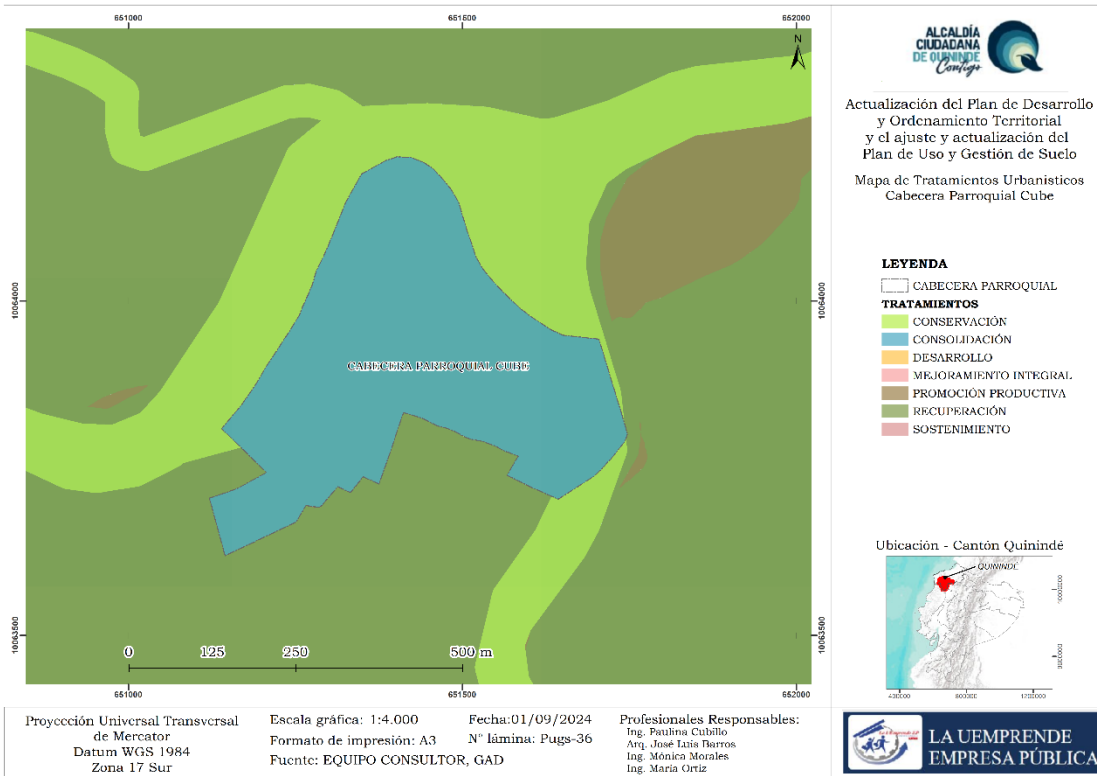 651000
651500
652000
10064000
10064000
10063500
10063500
N
CABECERA PARROQUIAL CUBE
0 125 250 500 m
ALCALDÍA
CIUDADANA
DE QUININDÉ
Contigo
Actualización del Plan de Desarrollo
y Ordenamiento Territorial
y el ajuste y actualización del
Plan de Uso y Gestión de Suelo
Mapa de Tratamientos Urbanísticos
Cabecera Parroquial Cube
LEYENDA
CABECERA PARROQUIAL
TRATAMIENTOS
CONSERVACIÓN
CONSOLIDACIÓN
DESARROLLO
MEJORAMIENTO INTEGRAL
PROMOCIÓN PRODUCTIVA
RECUPERACIÓN
SOSTENIMIENTO
Ubicación - Cantón Quinindé
QUININDE
651000
651500
652000
Proyección Universal Transversal
de Mercator
Datum WGS 1984
Zona 17 Sur
Escala gráfica: 1:4.000
Formato de impresión: A3
Fuente: EQUIPO CONSULTOR, GAD
Fecha:01/09/2024
N° lámina: Pugs-36
Profesionales Responsables:
Ing. Paulina Cubillo
Arq. José Luis Barros
Ing. Mónica Morales
Ing. María Ortiz
LA UEMPRENDE
EMPRESA PÚBLICA